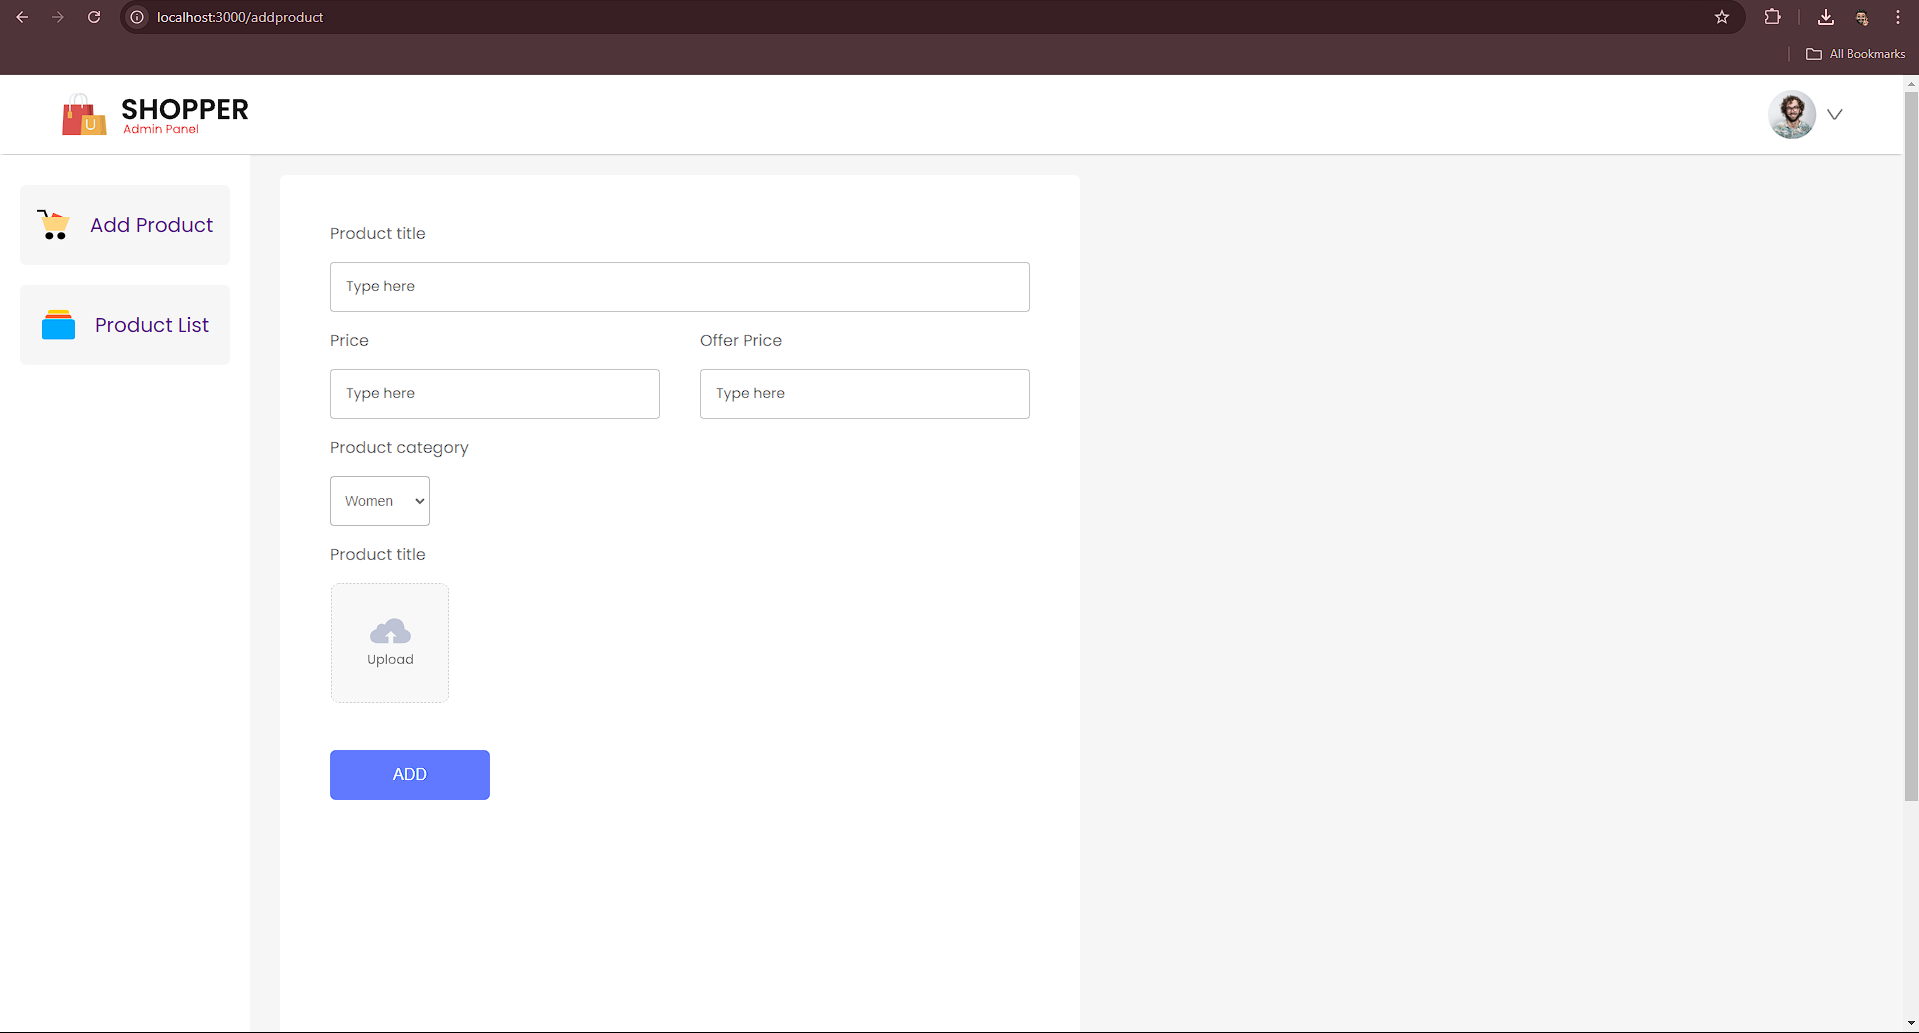 localhost:3000/addproduct
All Bookmarks
SHOPPER
Admin Panel
U
Add Product
Product List
Product title
Type here
Price
Offer Price
Type here
Type here
Product category
Women
Product title
Upload
ADD